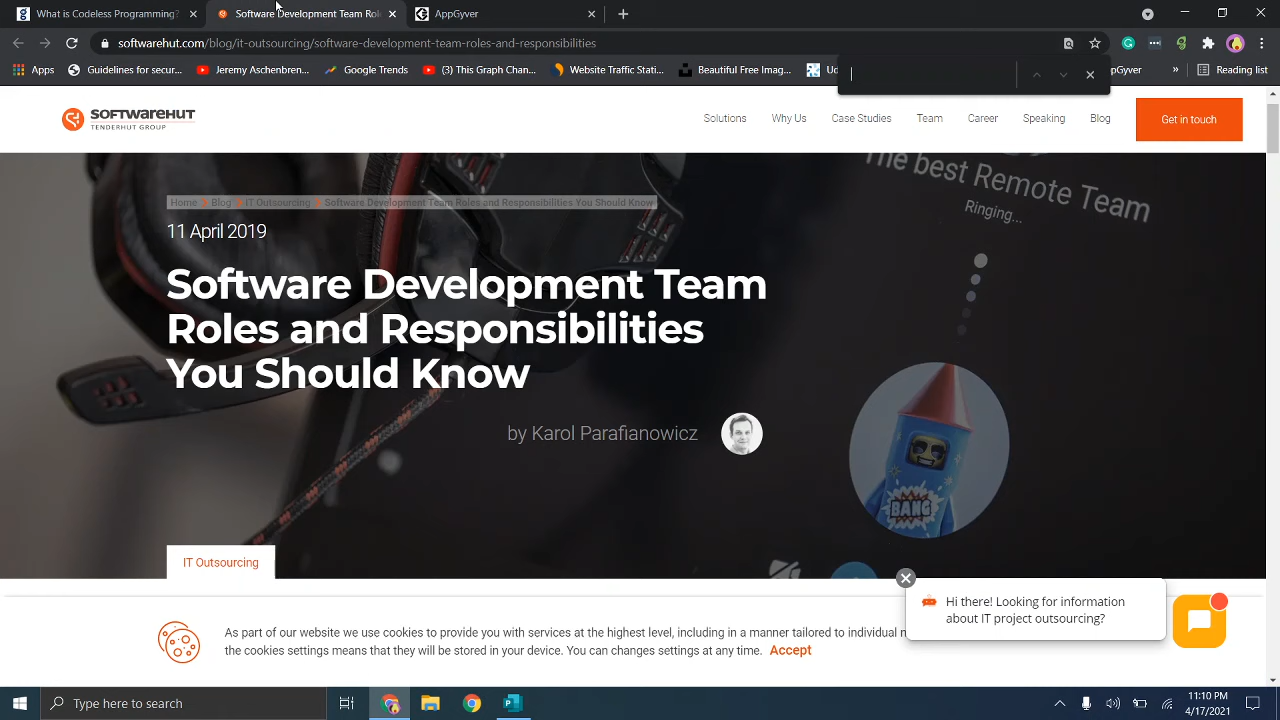 What is Codeless Programming?
Software Development Team Rol
AppGyver
softwarehut.com/blog/it-outsourcing/software-development-team-roles-and-responsibilities
Apps
Guidelines for secur...
Jeremy Aschenbren...
Google Trends
(3) This Graph Chan...
Website Traffic Stati...
Beautiful Free Imag...
Gyver
»
Reading list
SOFTWAREHUT
TENDERHUT GROUP
Solutions
Why Us
Case Studies
Team
Career
Speaking
Blog
Get in touch
Home
Blog
IT Outsourcing
Software Development Team Roles and Responsibilities You Should Know
The best Remote Team
Ringing...
11 April 2019
Software Development Team
Roles and Responsibilities
You Should Know
by Karol Parafianowicz
BANG
IT Outsourcing
Hi there! Looking for information
about IT project outsourcing?
As part of our website we use cookies to provide you with services at the highest level, including in a manner tailored to individual
the cookies settings means that they will be stored in your device. You can changes settings at any time. Accept
Type here to search
11:10 PM
4/17/2021